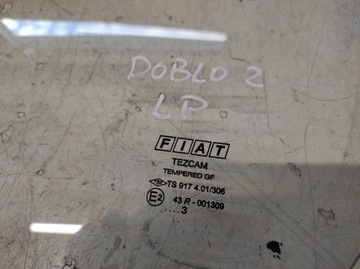 DOBLO 2
LP
FIAT
TEZCAM
TEMPERED GF
TS 917 4.01/306
E2 43 R - 001309
.....3